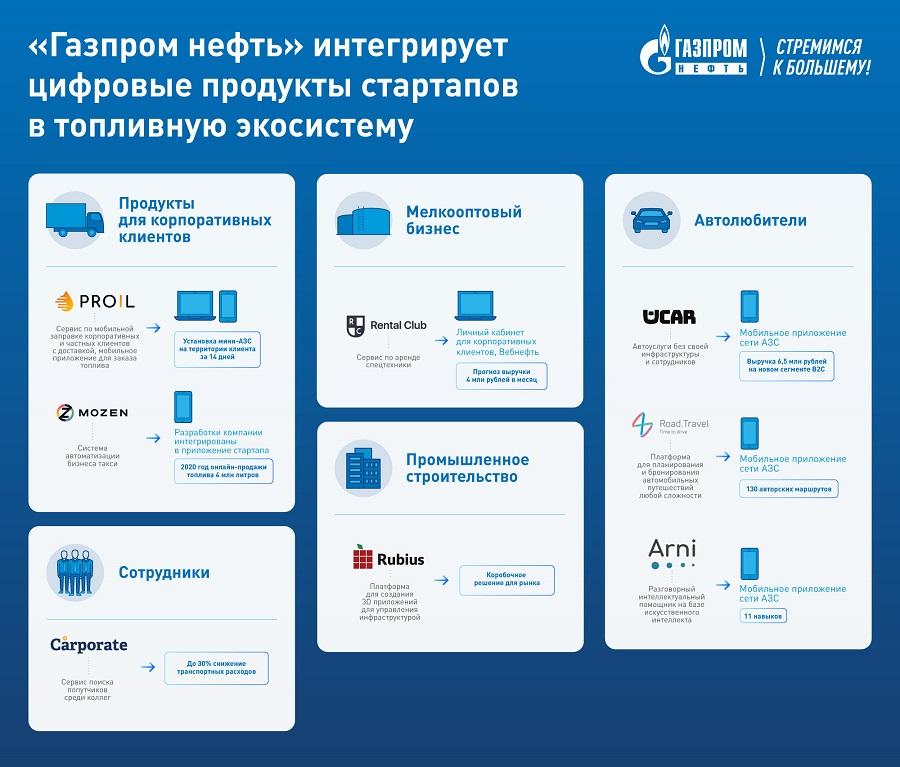 «Газпром нефть» интегрирует
цифровые продукты стартапов
в топливную экосистему
ГАЗПРОМ
НЕФТЬ
СТРЕМИМСЯ
К БОЛЬШЕМУ!
Продукты
для корпоративных
клиентов
PROIL
Сервис по мобильной
заправке корпоративных
и частных клиентов
с доставкой, мобильное
приложение для заказа
топлива
Установка мини-АЗС
на территории клиента
за 14 дней
MOZEN
Система
автоматизации
бизнеса такси
Разработки компании
интегрированы
в приложение стартапа
2020 год онлайн-продажи
топлива 4 млн литров
Сотрудники
Carporate
Сервис поиска
попутчиков
среди коллег
До 30% снижение
транспортных расходов
Мелкооптовый
бизнес
R
C
Rental Club
Сервис по аренде
спецтехники
Личный кабинет
для корпоративных
клиентов, Вебнефть
Прогноз выручки
4 млн рублей в месяц
Промышленное
строительство
Rubius
Платформа
для создания
3D приложений
для управления
инфраструктурой
Коробочное
решение для рынка
Автолюбители
UCAR
Автоуслуги без своей
инфраструктуры
и сотрудников
Мобильное приложение
сети АЗС
Выручка 6,5 млн рублей
на новом сегменте B2C
Road.Travel
Time to drive
Платформа
для планирования
и бронирования
автомобильных
путешествий
любой сложности
Мобильное приложение
сети АЗС
130 авторских маршрутов
Arni
Разговорный
интеллектуальный
помощник на базе
искусственного
интеллекта
Мобильное приложение
сети АЗС
11 навыков